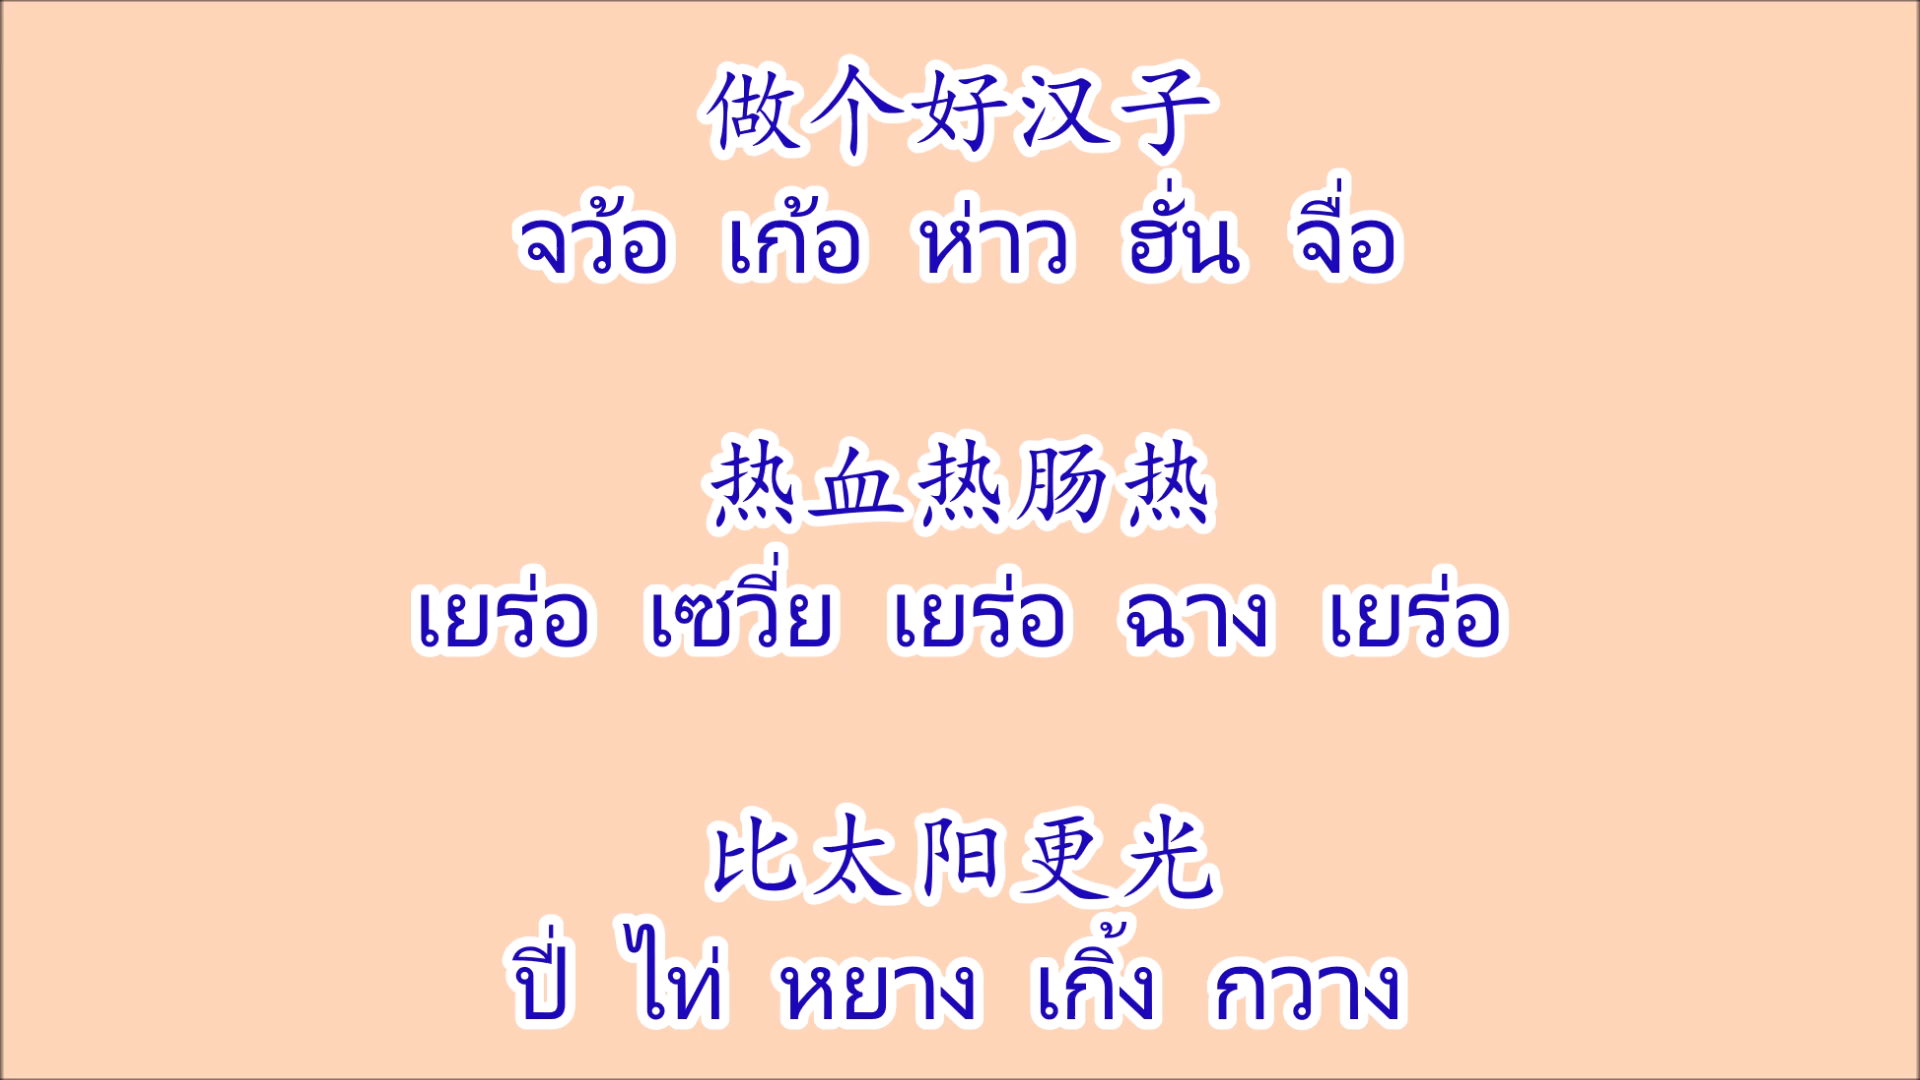 做个好汉子
จว้อ เก้อ ห่าว ฮั่น จื่อ
热血热肠热
เยร่อ เซวี่ย เยร่อ ฉาง เยร่อ
比太阳更光
ปี่ ไท่ หยาง เกิ้ง กวาง